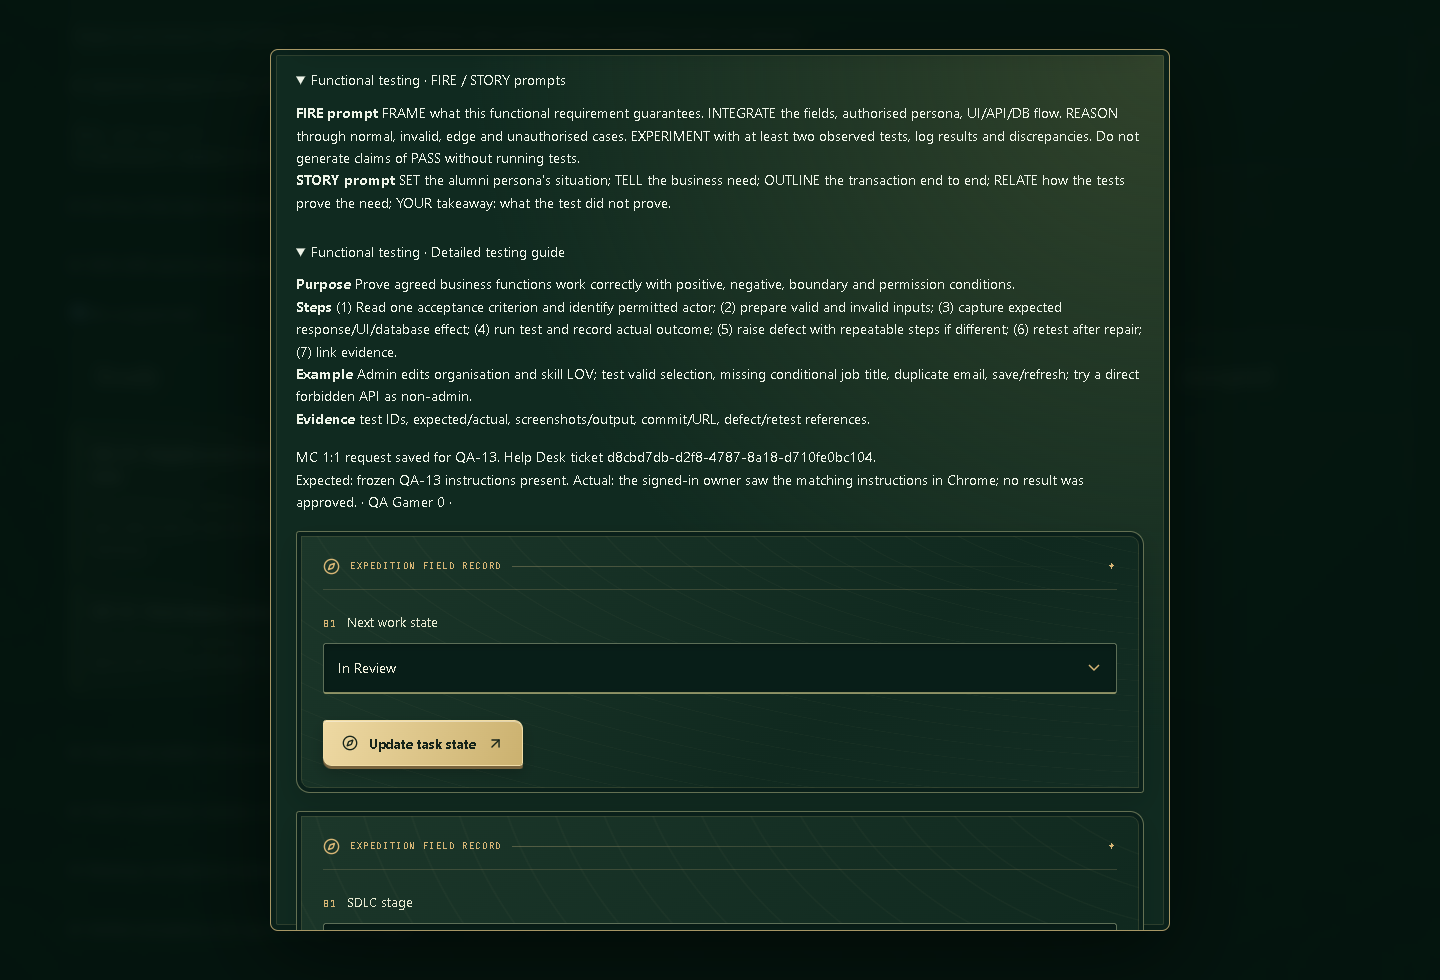 ▼ Functional testing · FIRE / STORY prompts
FIRE prompt FRAME what this functional requirement guarantees. INTEGRATE the fields, authorised persona, UI/API/DB flow. REASON
through normal, invalid, edge and unauthorised cases. EXPERIMENT with at least two observed tests, log results and discrepancies. Do not
generate claims of PASS without running tests.
STORY prompt SET the alumni persona's situation; TELL the business need; OUTLINE the transaction end to end; RELATE how the tests
prove the need; YOUR takeaway: what the test did not prove.
▼ Functional testing · Detailed testing guide
Purpose Prove agreed business functions work correctly with positive, negative, boundary and permission conditions.
Steps (1) Read one acceptance criterion and identify permitted actor; (2) prepare valid and invalid inputs; (3) capture expected
response/UI/database effect; (4) run test and record actual outcome; (5) raise defect with repeatable steps if different; (6) retest after repair;
(7) link evidence.
Example Admin edits organisation and skill LOV; test valid selection, missing conditional job title, duplicate email, save/refresh; try a direct
forbidden API as non-admin.
Evidence test IDs, expected/actual, screenshots/output, commit/URL, defect/retest references.
MC 1:1 request saved for QA-13. Help Desk ticket d8cbd7db-d2f8-4787-8a18-d710fe0bc104.
Expected: frozen QA-13 instructions present. Actual: the signed-in owner saw the matching instructions in Chrome; no result was
approved. · QA Gamer 0 ·
EXPEDITION FIELD RECORD
01 Next work state
In Review
Update task state
EXPEDITION FIELD RECORD
01 SDLC stage